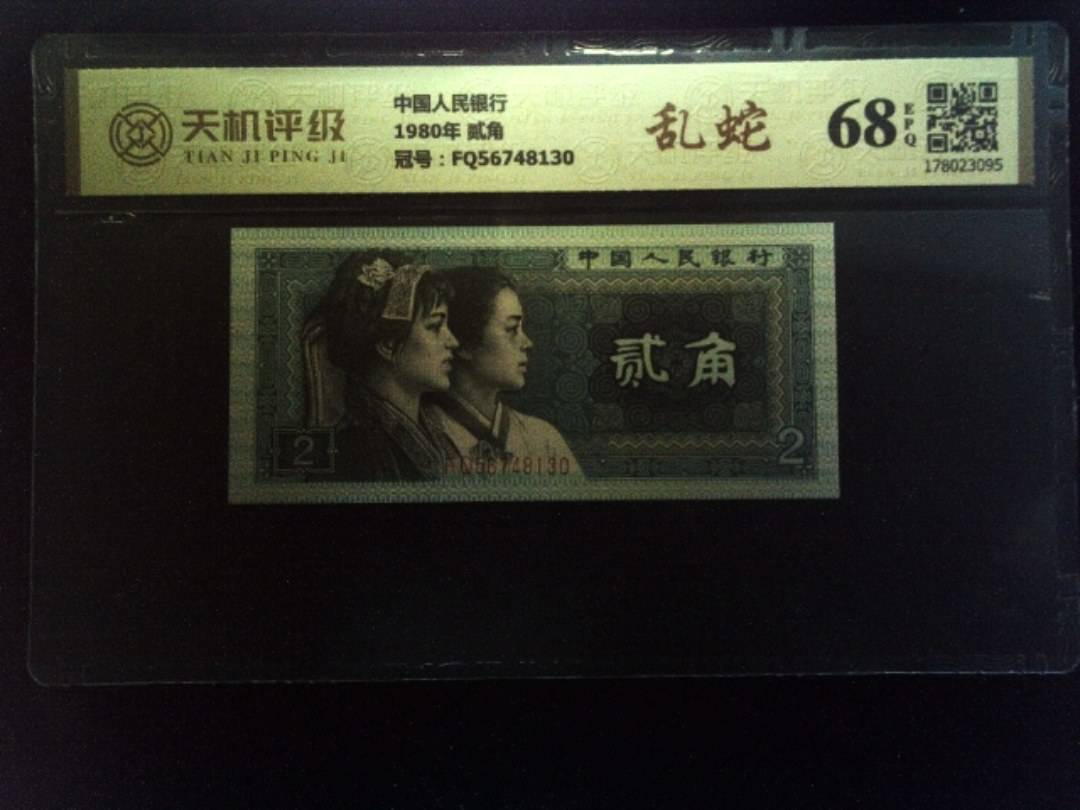 天机评级
TIAN JI PING JI
中国人民银行
1980年 贰角
冠号：FQ56748130
乱蛇
68
EPQ
178023095
中国人民银行
贰角
2
2
FQ56748130